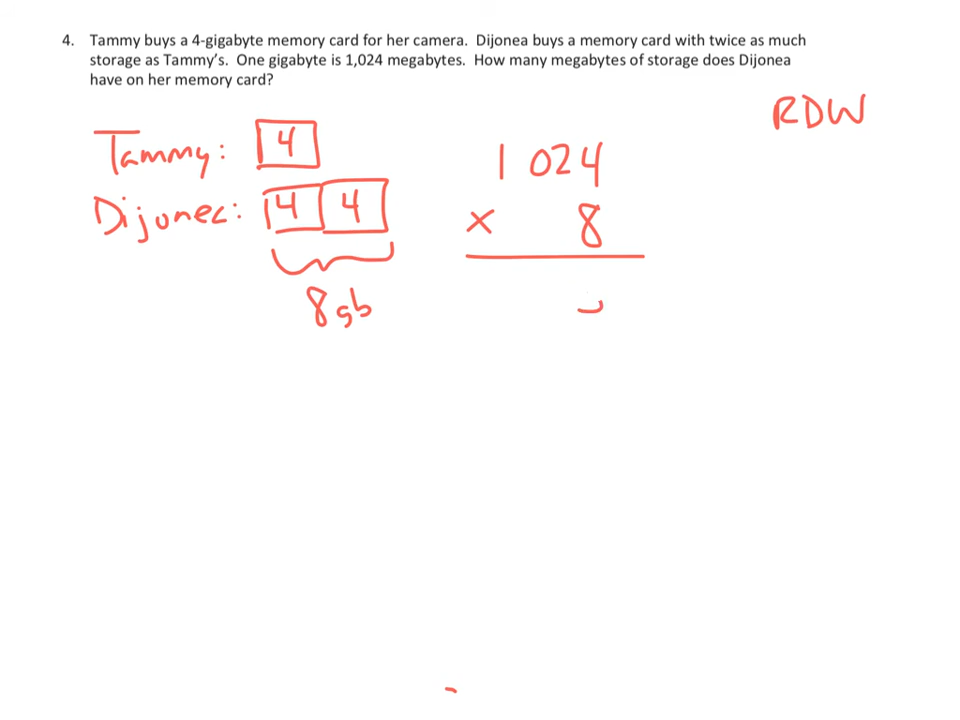 4. Tammy buys a 4-gigabyte memory card for her camera. Dijonea buys a memory card with twice as much
storage as Tammy's. One gigabyte is 1,024 megabytes. How many megabytes of storage does Dijonea
have on her memory card?
RDW
Tammy: 4
Dijonea: 4 4
8 gb
1 024
x 8